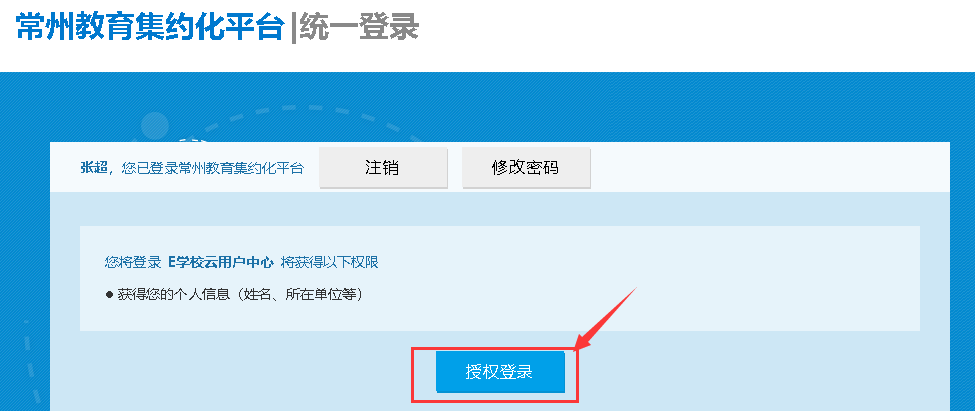 常州教育集约化平台|统一登录
张超，您已登录常州教育集约化平台 注销 修改密码
您将登录 E学校云用户中心 将获得以下权限
● 获得您的个人信息（姓名、所在单位等）
授权登录